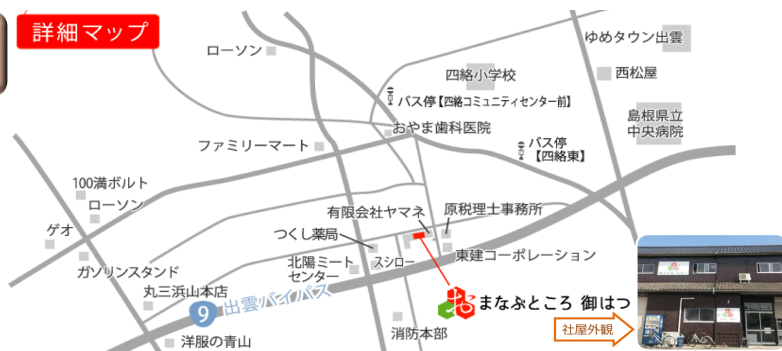 詳細マップ
ローソン
ゆめタウン出雲
西松屋
四絡小学校
バス停【四絡コミュニティセンター前】
島根県立
中央病院
おやま歯科医院
バス停
【四絡東】
ファミリーマート
100満ボルト
ローソン
有限会社ヤマネ
原税理士事務所
ゲオ
つくし薬局
ガソリンスタンド
北陽ミート
センター
スシロー
東建コーポレーション
丸三浜山本店
9
出雲バイパス
まなぶところ 御はつ
消防本部
社屋外観
洋服の青山